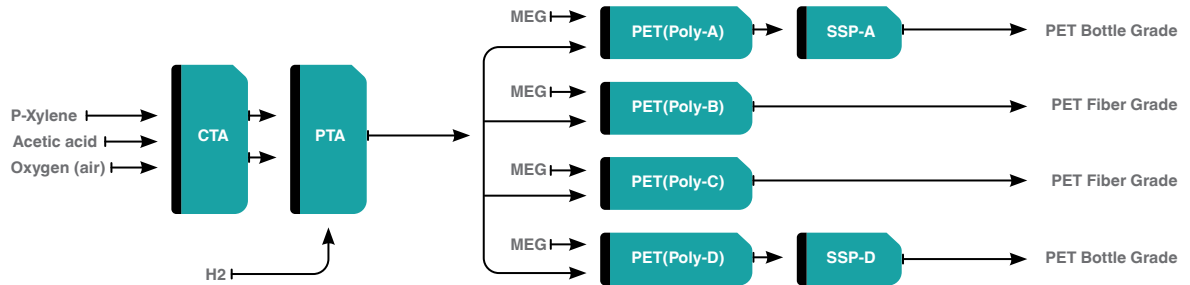 MEG
PET(Poly-A)
SSP-A
PET Bottle Grade
P-Xylene
Acetic acid
Oxygen (air)
CTA
PTA
MEG
PET(Poly-B)
PET Fiber Grade
MEG
PET(Poly-C)
PET Fiber Grade
H2
MEG
PET(Poly-D)
SSP-D
PET Bottle Grade